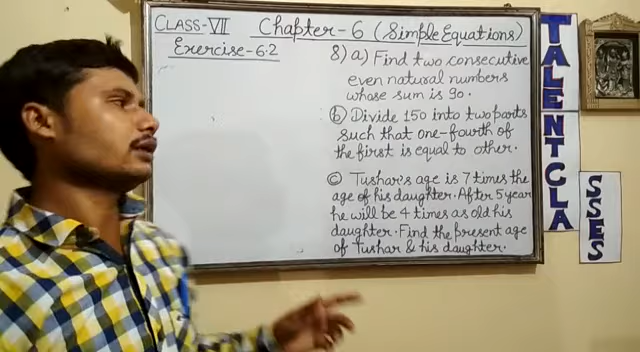 CLASS-VII Chapter-6 (Simple Equations)
Exercise-6.2
8) a) Find two consecutive
even natural numbers
whose sum is 90.
b) Divide 150 into two parts
such that one-fourth of
the first is equal to other.
c) Tushar's age is 7 times the
age of his daughter. After 5 year
he will be 4 times as old his
daughter. Find the present age
of Tushar & his daughter.
TALENT CLA
SSES